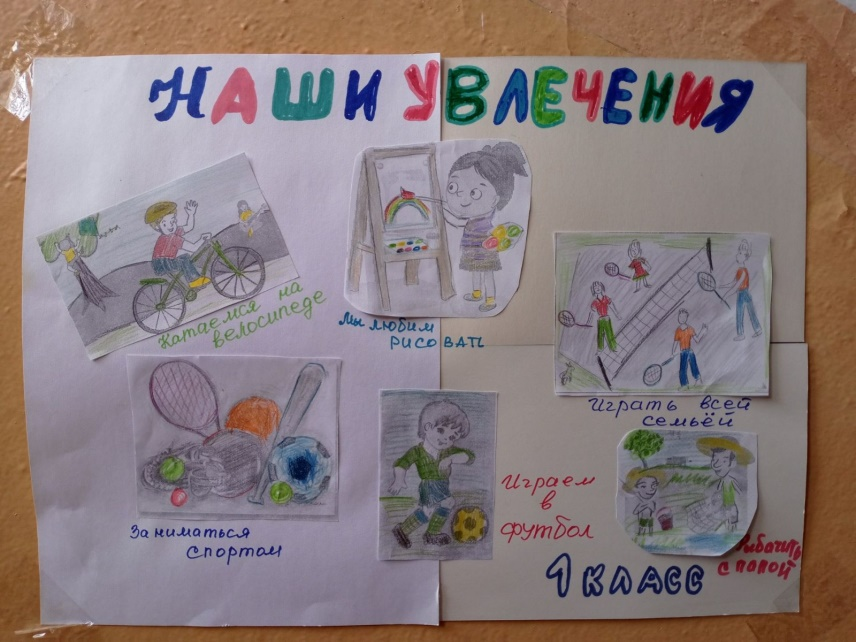 НАШИ УВЛЕЧЕНИЯ
Катаемся на
велосипеде
Мы любим
РИСОВАТЬ
Играть всей
семьёй
Заниматься
спортом
Играем
в
футбол
Рыбачить
с папой
1 КЛАСС